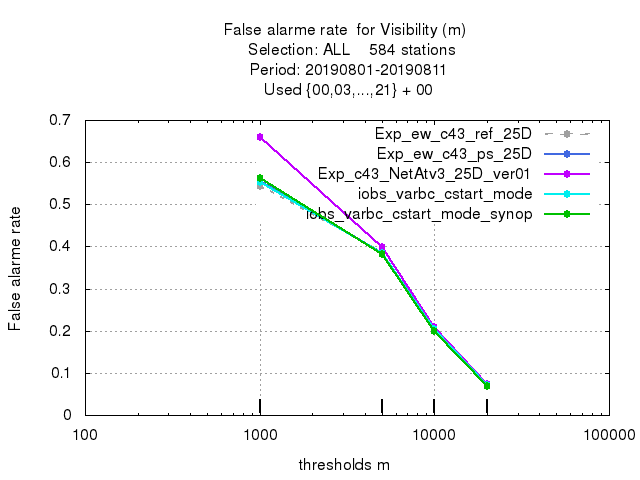 False alarme rate  for Visibility (m)
Selection: ALL    584 stations
Period: 20190801-20190811
Used {00,03,...,21} + 00
0.7
Exp_ew_c43_ref_25D
Exp_ew_c43_ps_25D
0.6
Exp_c43_NetAtv3_25D_ver01
iobs_varbc_cstart_mode
iobs_varbc_cstart_mode_synop
0.5
0.4
0.3
0.2
0.1
0
False alarme rate
100
1000
10000
100000
thresholds m